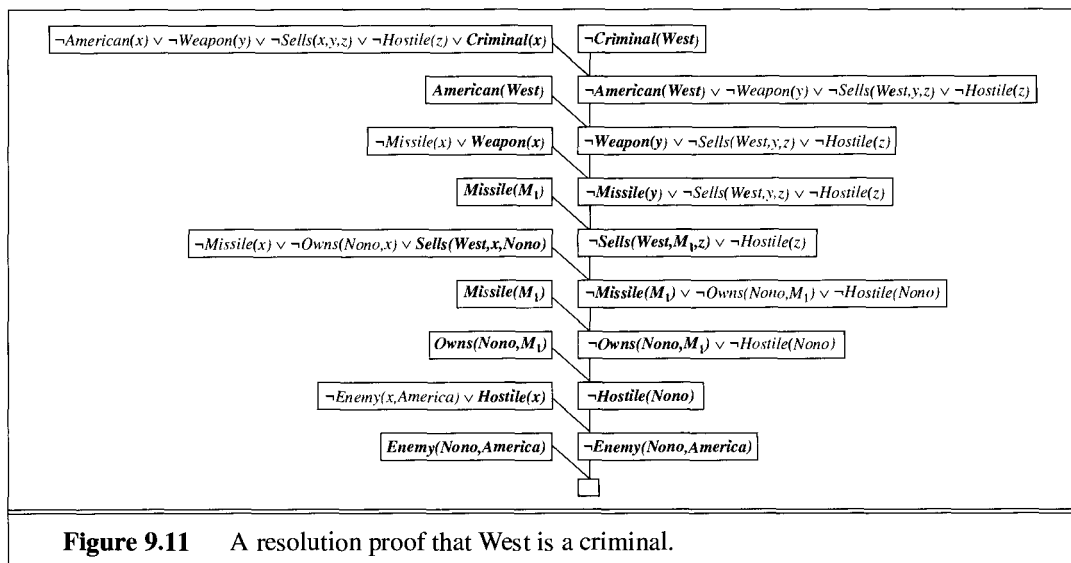 ¬American(x) ∨ ¬Weapon(y) ∨ ¬Sells(x,y,z) ∨ ¬Hostile(z) ∨ Criminal(x) ¬Criminal(West)
American(West) ¬American(West) ∨ ¬Weapon(y) ∨ ¬Sells(West,y,z) ∨ ¬Hostile(z)
¬Missile(x) ∨ Weapon(x) ¬Weapon(y) ∨ ¬Sells(West,y,z) ∨ ¬Hostile(z)
Missile(M₁) ¬Missile(y) ∨ ¬Sells(West,y,z) ∨ ¬Hostile(z)
¬Missile(x) ∨ ¬Owns(Nono,x) ∨ Sells(West,x,Nono) ¬Sells(West,M₁,z) ∨ ¬Hostile(z)
Missile(M₁) ¬Missile(M₁) ∨ ¬Owns(Nono,M₁) ∨ ¬Hostile(Nono)
Owns(Nono,M₁) ¬Owns(Nono,M₁) ∨ ¬Hostile(Nono)
¬Enemy(x,America) ∨ Hostile(x) ¬Hostile(Nono)
Enemy(Nono,America) ¬Enemy(Nono,America)
Figure 9.11 A resolution proof that West is a criminal.